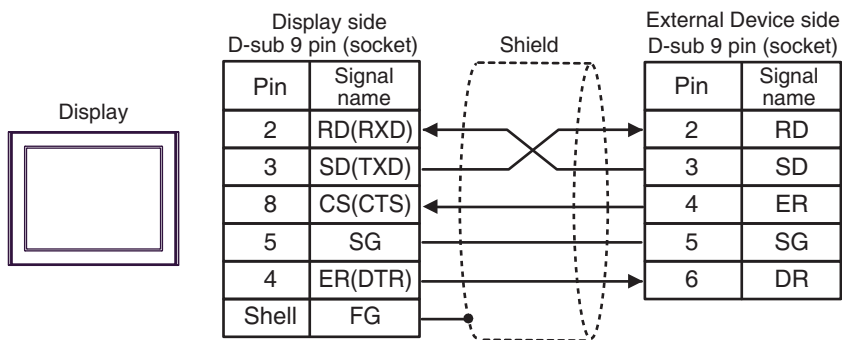 Display side
D-sub 9 pin (socket)
Shield
External Device side
D-sub 9 pin (socket)
Display
Pin Signal name
2 RD(RXD)
3 SD(TXD)
8 CS(CTS)
5 SG
4 ER(DTR)
Shell FG
Pin Signal name
2 RD
3 SD
4 ER
5 SG
6 DR